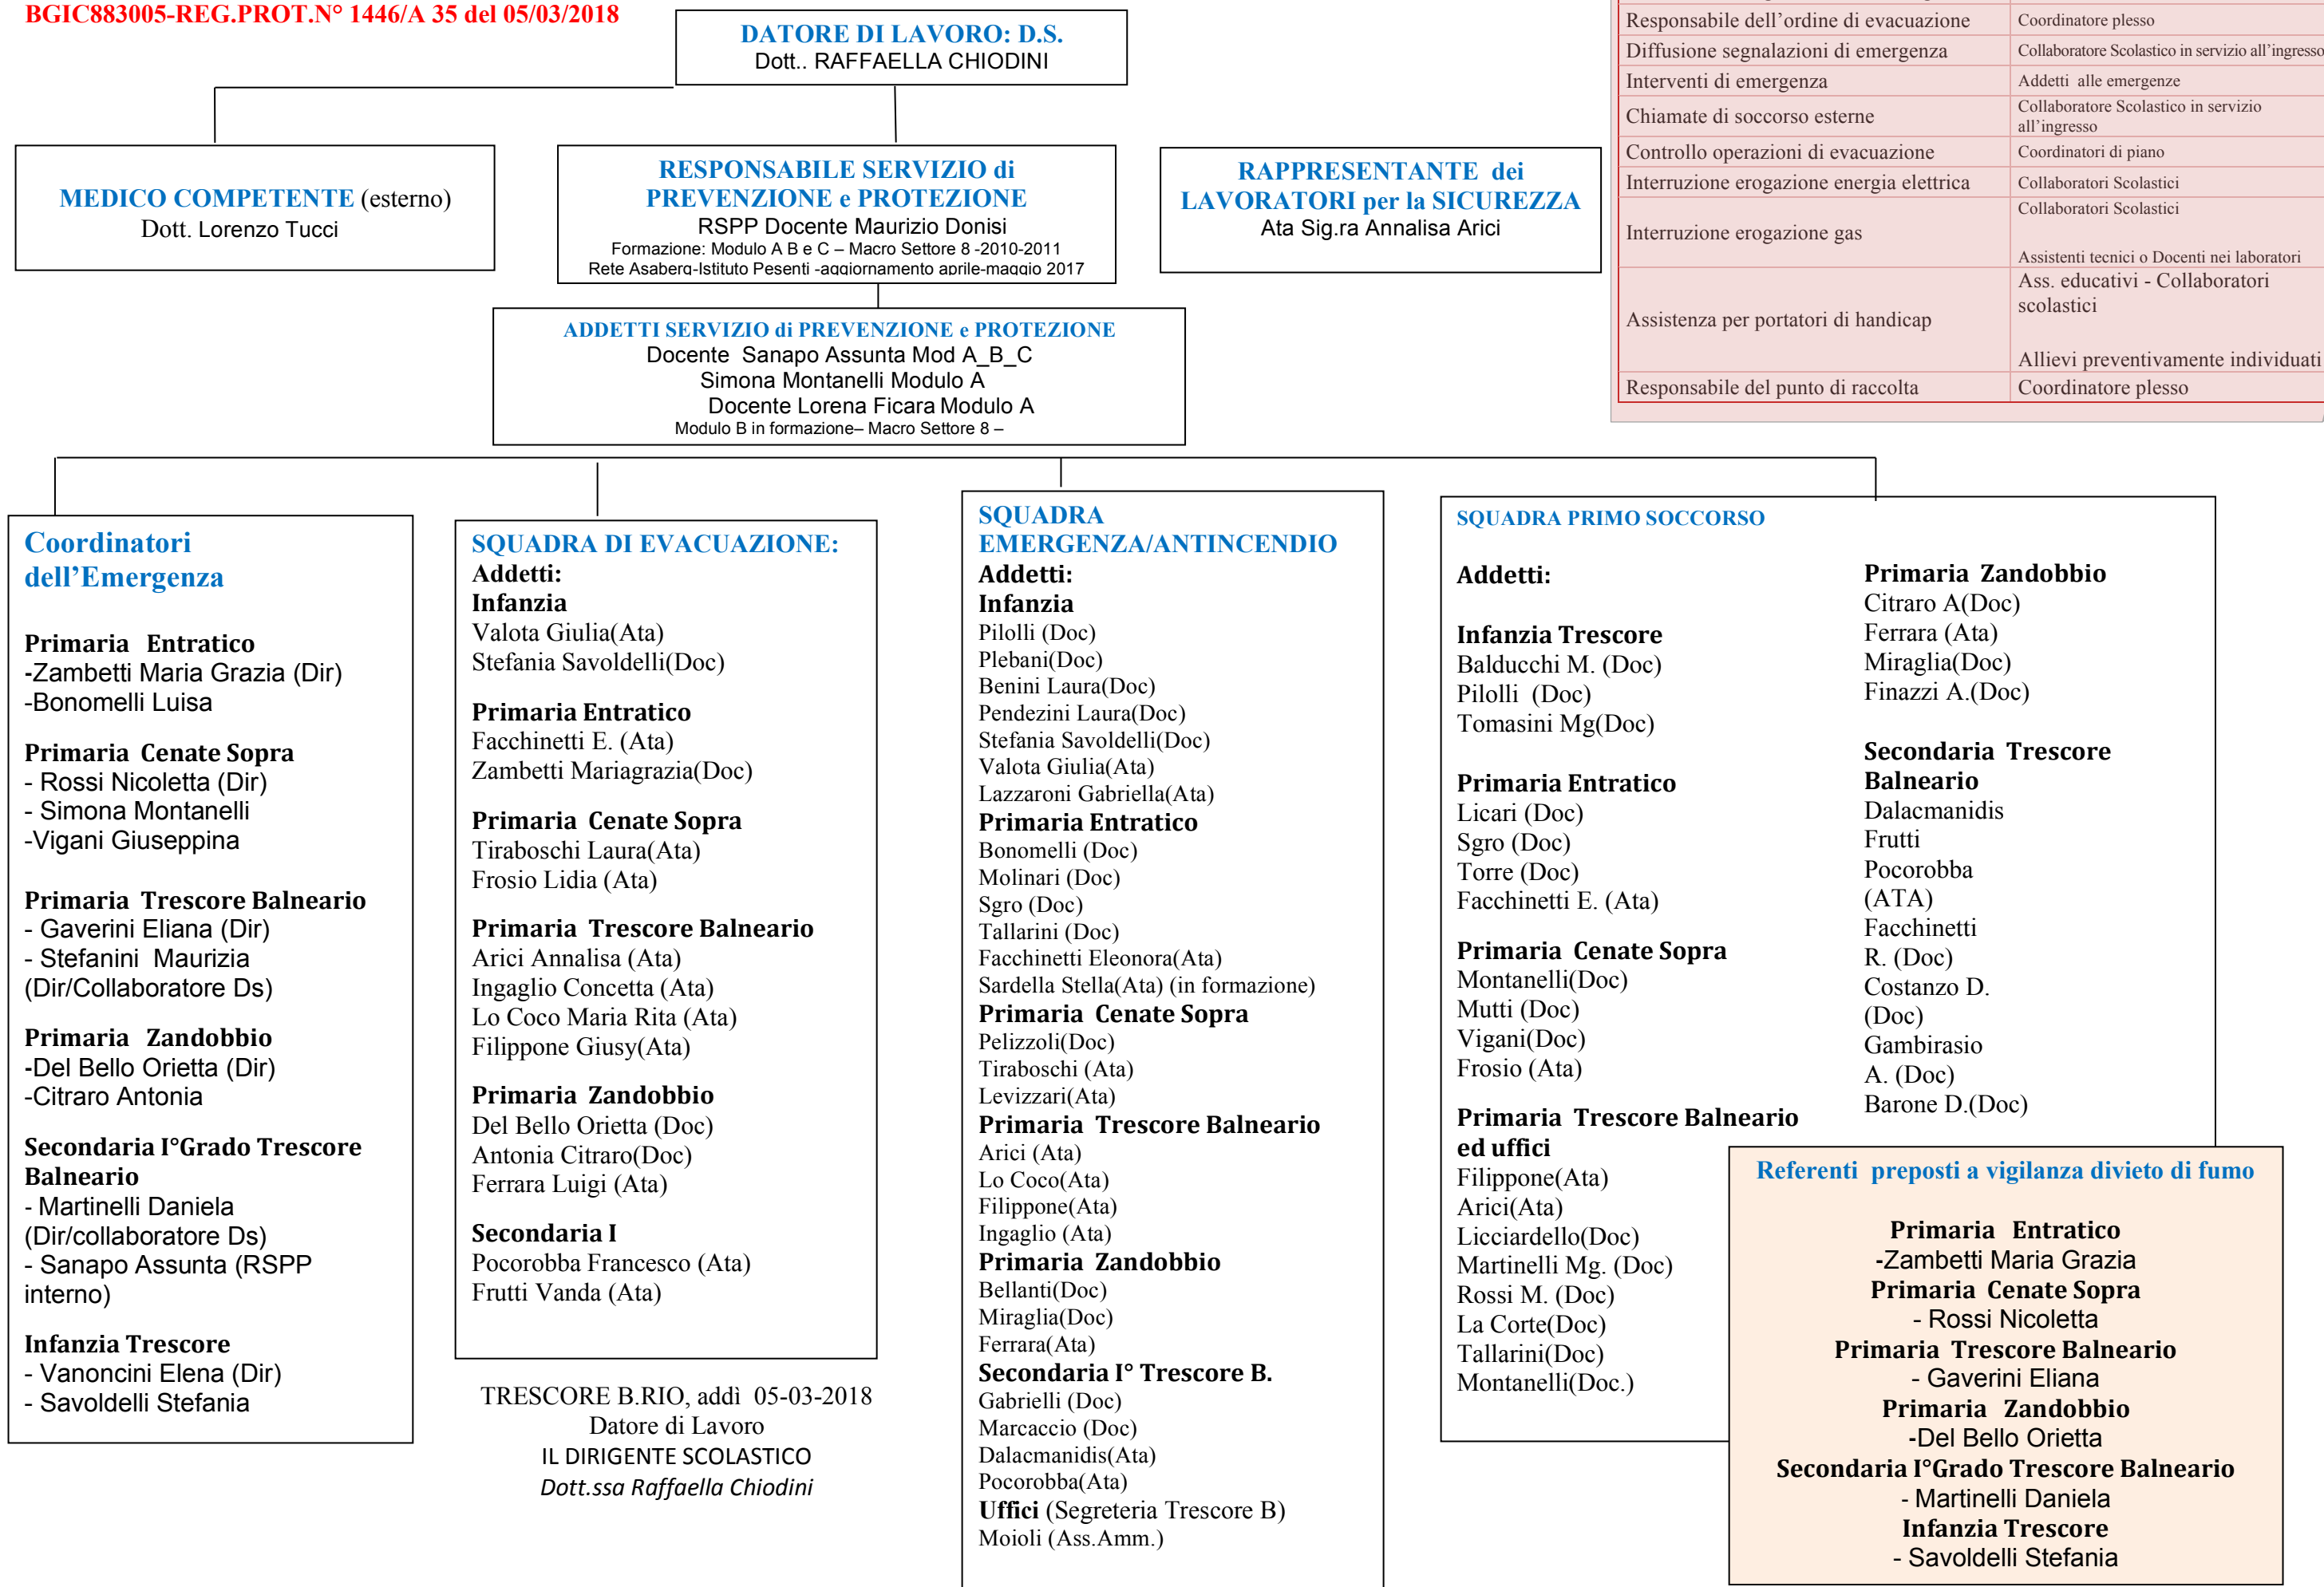 BGIC883005-REG.PROT.N° 1446/A 35 del 05/03/2018
DATORE DI LAVORO: D.S.
Dott.. RAFFAELLA CHIODINI
Responsabile dell'ordine di evacuazione Coordinatore plesso
Diffusione segnalazioni di emergenza Collaboratore Scolastico in servizio all'ingresso
Interventi di emergenza Addetti alle emergenze
Chiamate di soccorso esterne Collaboratore Scolastico in servizio
all'ingresso
Controllo operazioni di evacuazione Coordinatori di piano
Interruzione erogazione energia elettrica Collaboratori Scolastici
Interruzione erogazione gas Collaboratori Scolastici
Assistenti tecnici o Docenti nei laboratori
Assistenza per portatori di handicap Ass. educativi - Collaboratori
scolastici
Allievi preventivamente individuati
Responsabile del punto di raccolta Coordinatore plesso
MEDICO COMPETENTE (esterno)
Dott. Lorenzo Tucci
RESPONSABILE SERVIZIO di
PREVENZIONE e PROTEZIONE
RSPP Docente Maurizio Donisi
Formazione: Modulo A B e C – Macro Settore 8 -2010-2011
Rete Asaberg-Istituto Pesenti -aggiornamento aprile-maggio 2017
RAPPRESENTANTE dei
LAVORATORI per la SICUREZZA
Ata Sig.ra Annalisa Arici
ADDETTI SERVIZIO di PREVENZIONE e PROTEZIONE
Docente Sanapo Assunta Mod A_B_C
Simona Montanelli Modulo A
Docente Lorena Ficara Modulo A
Modulo B in formazione– Macro Settore 8 –
Coordinatori
dell'Emergenza
Primaria Entratico
-Zambetti Maria Grazia (Dir)
-Bonomelli Luisa
Primaria Cenate Sopra
- Rossi Nicoletta (Dir)
- Simona Montanelli
-Vigani Giuseppina
Primaria Trescore Balneario
- Gaverini Eliana (Dir)
- Stefanini Maurizia
(Dir/Collaboratore Ds)
Primaria Zandobbio
-Del Bello Orietta (Dir)
-Citraro Antonia
Secondaria I°Grado Trescore
Balneario
- Martinelli Daniela
(Dir/collaboratore Ds)
- Sanapo Assunta (RSPP
interno)
Infanzia Trescore
- Vanoncini Elena (Dir)
- Savoldelli Stefania
SQUADRA DI EVACUAZIONE:
Addetti:
Infanzia
Valota Giulia(Ata)
Stefania Savoldelli(Doc)
Primaria Entratico
Facchinetti E. (Ata)
Zambetti Mariagrazia(Doc)
Primaria Cenate Sopra
Tiraboschi Laura(Ata)
Frosio Lidia (Ata)
Primaria Trescore Balneario
Arici Annalisa (Ata)
Ingaglio Concetta (Ata)
Lo Coco Maria Rita (Ata)
Filippone Giusy(Ata)
Primaria Zandobbio
Del Bello Orietta (Doc)
Antonia Citraro(Doc)
Ferrara Luigi (Ata)
Secondaria I
Pocorobba Francesco (Ata)
Frutti Vanda (Ata)
TRESCORE B.RIO, addì 05-03-2018
Datore di Lavoro
IL DIRIGENTE SCOLASTICO
Dott.ssa Raffaella Chiodini
SQUADRA
EMERGENZA/ANTINCENDIO
Addetti:
Infanzia
Pilolli (Doc)
Plebani(Doc)
Benini Laura(Doc)
Pendezini Laura(Doc)
Stefania Savoldelli(Doc)
Valota Giulia(Ata)
Lazzaroni Gabriella(Ata)
Primaria Entratico
Bonomelli (Doc)
Molinari (Doc)
Sgro (Doc)
Tallarini (Doc)
Facchinetti Eleonora(Ata)
Sardella Stella(Ata) (in formazione)
Primaria Cenate Sopra
Pelizzoli(Doc)
Tiraboschi (Ata)
Levizzari(Ata)
Primaria Trescore Balneario
Arici (Ata)
Lo Coco(Ata)
Filippone(Ata)
Ingaglio (Ata)
Primaria Zandobbio
Bellanti(Doc)
Miraglia(Doc)
Ferrara(Ata)
Secondaria I° Trescore B.
Gabrielli (Doc)
Marcaccio (Doc)
Dalacmanidis(Ata)
Pocorobba(Ata)
Uffici (Segreteria Trescore B)
Moioli (Ass.Amm.)
SQUADRA PRIMO SOCCORSO
Addetti:
Infanzia Trescore
Balducchi M. (Doc)
Pilolli (Doc)
Tomasini Mg(Doc)
Primaria Entratico
Licari (Doc)
Sgro (Doc)
Torre (Doc)
Facchinetti E. (Ata)
Primaria Cenate Sopra
Montanelli(Doc)
Mutti (Doc)
Vigani(Doc)
Frosio (Ata)
Primaria Trescore Balneario
ed uffici
Filippone(Ata)
Arici(Ata)
Licciardello(Doc)
Martinelli Mg. (Doc)
Rossi M. (Doc)
La Corte(Doc)
Tallarini(Doc)
Montanelli(Doc.)
Primaria Zandobbio
Citraro A(Doc)
Ferrara (Ata)
Miraglia(Doc)
Finazzi A.(Doc)
Secondaria Trescore
Balneario
Dalacmanidis
Frutti
Pocorobba
(ATA)
Facchinetti
R. (Doc)
Costanzo D.
(Doc)
Gambirasio
A. (Doc)
Barone D.(Doc)
Referenti preposti a vigilanza divieto di fumo
Primaria Entratico
-Zambetti Maria Grazia
Primaria Cenate Sopra
- Rossi Nicoletta
Primaria Trescore Balneario
- Gaverini Eliana
Primaria Zandobbio
-Del Bello Orietta
Secondaria I°Grado Trescore Balneario
- Martinelli Daniela
Infanzia Trescore
- Savoldelli Stefania